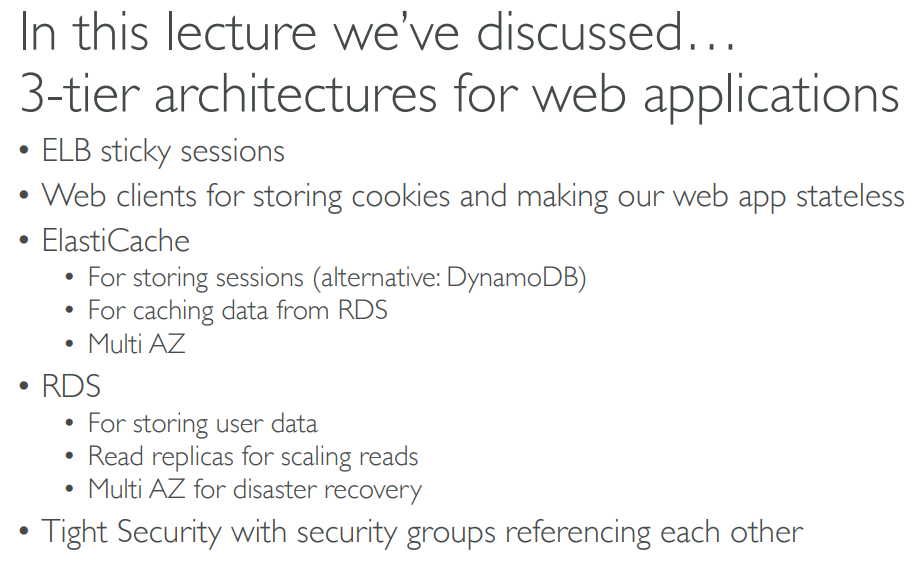 In this lecture we’ve discussed…
3-tier architectures for web applications
• ELB sticky sessions
• Web clients for storing cookies and making our web app stateless
• ElastiCache
• For storing sessions (alternative: DynamoDB)
• For caching data from RDS
• Multi AZ
• RDS
• For storing user data
• Read replicas for scaling reads
• Multi AZ for disaster recovery
• Tight Security with security groups referencing each other